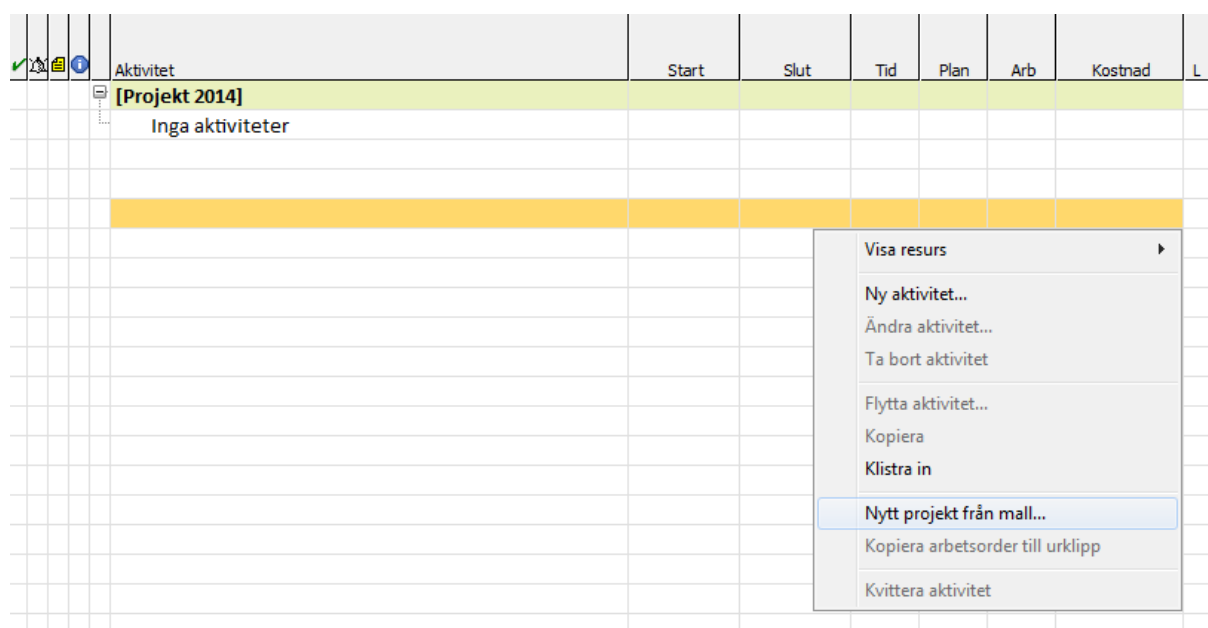 Aktivitet Start Slut Tid Plan Arb Kostnad L
[Projekt 2014]
Inga aktiviteter
Visa resurs
Ny aktivitet...
Ändra aktivitet...
Ta bort aktivitet
Flytta aktivitet...
Kopiera
Klistra in
Nytt projekt från mall...
Kopiera arbetsorder till urklipp
Kvittera aktivitet